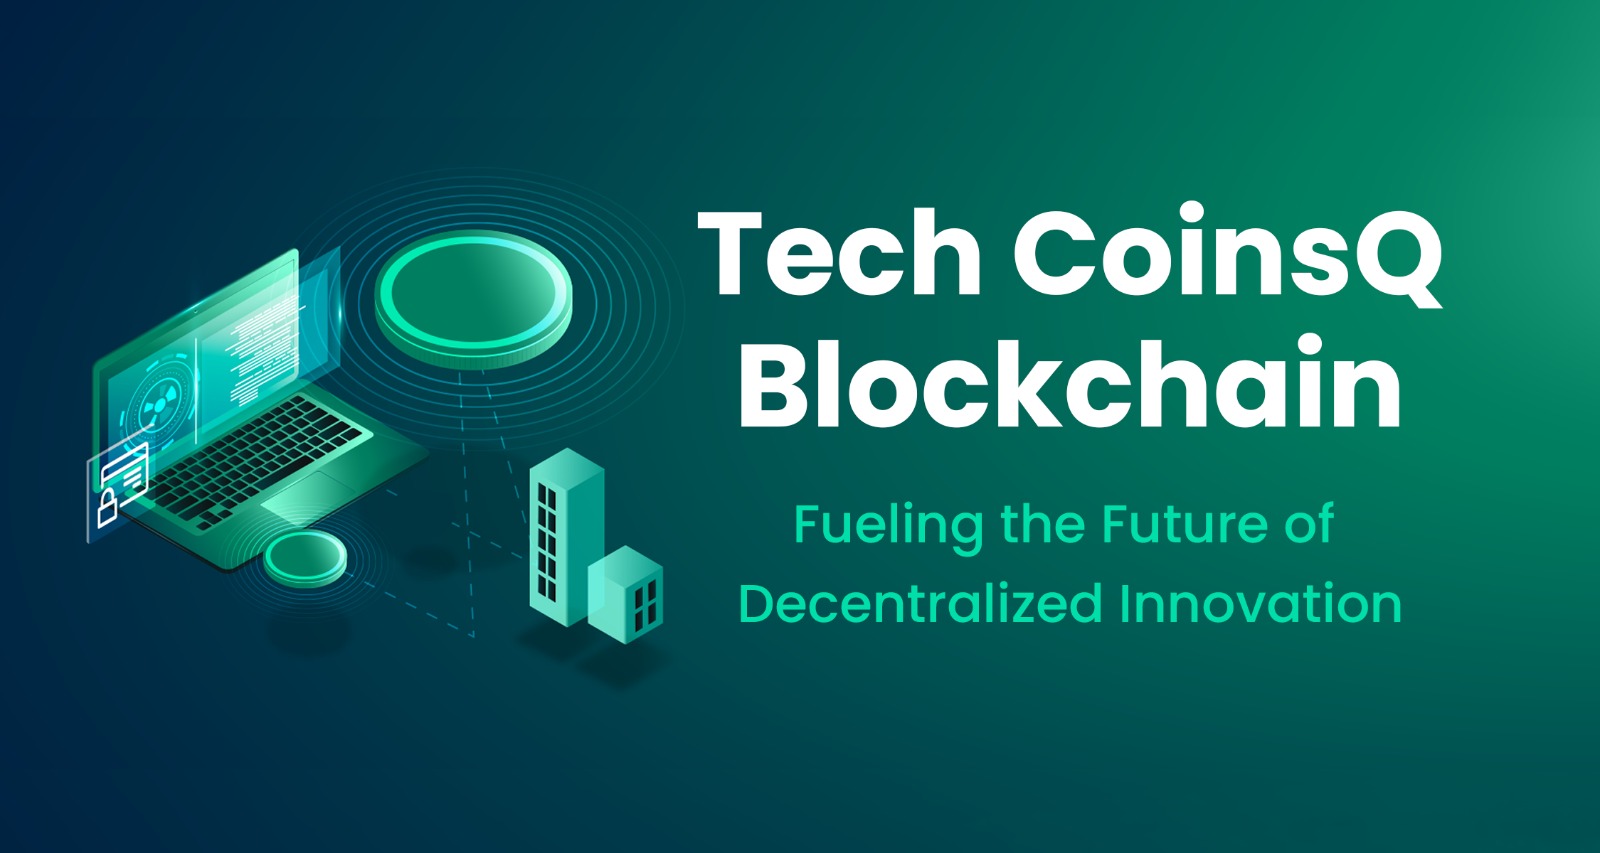 Tech CoinsQ
Blockchain
Fueling the Future of
Decentralized Innovation